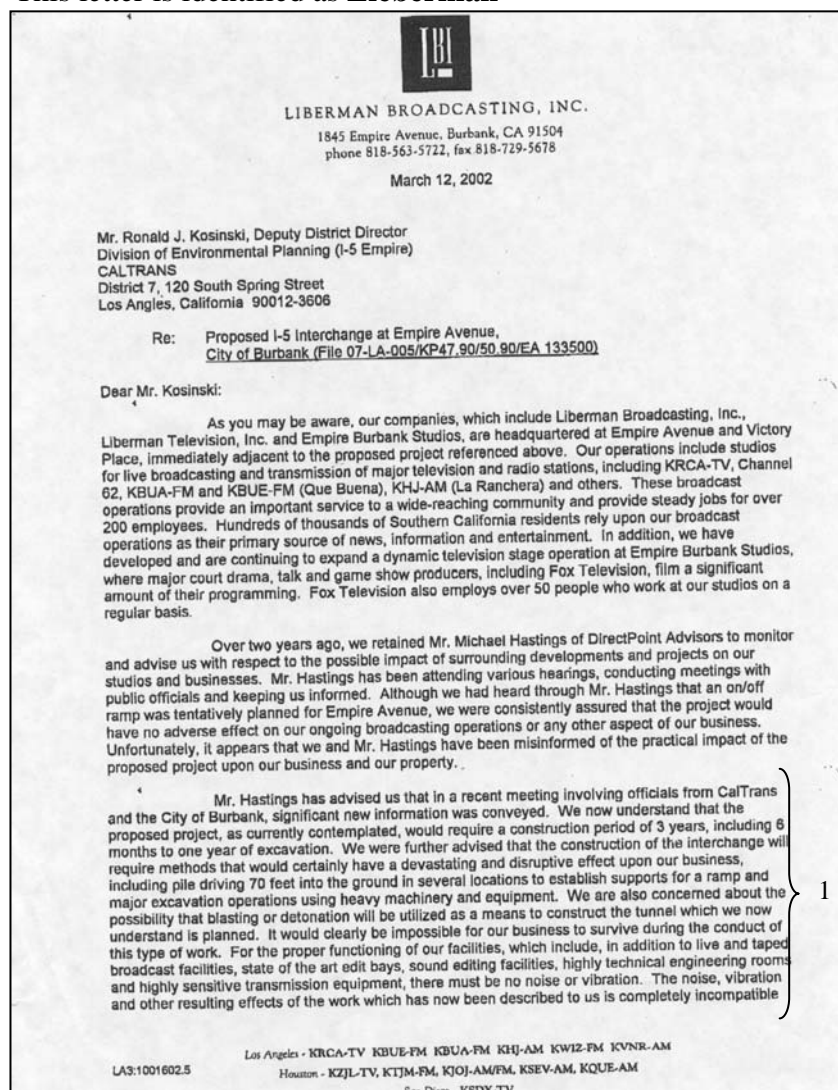 This letter is identified as Lieberman
LBI
LIBERMAN BROADCASTING, INC.
1845 Empire Avenue, Burbank, CA 91504
phone 818-563-5722, fax 818-729-5678
March 12, 2002
Mr. Ronald J. Kosinski, Deputy District Director
Division of Environmental Planning (I-5 Empire)
CALTRANS
District 7, 120 South Spring Street
Los Angles, California 90012-3606
Re: Proposed I-5 Interchange at Empire Avenue,
City of Burbank (File 07-LA-005/KP47.90/50.90/EA 133500)
Dear Mr. Kosinski:
As you may be aware, our companies, which include Liberman Broadcasting, Inc.,
Liberman Television, Inc. and Empire Burbank Studios, are headquartered at Empire Avenue and Victory
Place, immediately adjacent to the proposed project referenced above. Our operations include studios
for live broadcasting and transmission of major television and radio stations, including KRCA-TV, Channel
62, KBUA-FM and KBUE-FM (Que Buena), KHJ-AM (La Ranchera) and others. These broadcast
operations provide an important service to a wide-reaching community and provide steady jobs for over
200 employees. Hundreds of thousands of Southern California residents rely upon our broadcast
operations as their primary source of news, information and entertainment. In addition, we have
developed and are continuing to expand a dynamic television stage operation at Empire Burbank Studios,
where major court drama, talk and game show producers, including Fox Television, film a significant
amount of their programming. Fox Television also employs over 50 people who work at our studios on a
regular basis.
Over two years ago, we retained Mr. Michael Hastings of DirectPoint Advisors to monitor
and advise us with respect to the possible impact of surrounding developments and projects on our
studios and businesses. Mr. Hastings has been attending various hearings, conducting meetings with
public officials and keeping us informed. Although we had heard through Mr. Hastings that an on/off
ramp was tentatively planned for Empire Avenue, we were consistently assured that the project would
have no adverse effect on our ongoing broadcasting operations or any other aspect of our business.
Unfortunately, it appears that we and Mr. Hastings have been misinformed of the practical impact of the
proposed project upon our business and our property.
Mr. Hastings has advised us that in a recent meeting involving officials from CalTrans
and the City of Burbank, significant new information was conveyed. We now understand that the
proposed project, as currently contemplated, would require a construction period of 3 years, including 6
months to one year of excavation. We were further advised that the construction of the interchange will
require methods that would certainly have a devastating and disruptive effect upon our business,
including pile driving 70 feet into the ground in several locations to establish supports for a ramp and
major excavation operations using heavy machinery and equipment. We are also concerned about the
possibility that blasting or detonation will be utilized as a means to construct the tunnel which we now
understand is planned. It would clearly be impossible for our business to survive during the conduct of
this type of work. For the proper functioning of our facilities, which include, in addition to live and taped
broadcast facilities, state of the art edit bays, sound editing facilities, highly technical engineering rooms
and highly sensitive transmission equipment, there must be no noise or vibration. The noise, vibration
and other resulting effects of the work which has now been described to us is completely incompatible
1
Los Angeles - KRCA-TV KBUE-FM KBUA-FM KHJ-AM KWIZ-FM KVNR-AM
LA3:1001602.5
Houston - KZJL-TV, KTJM-FM, KJOJ-AM/FM, KSEV-AM, KQUE-AM
San Diego - KSDX-TV